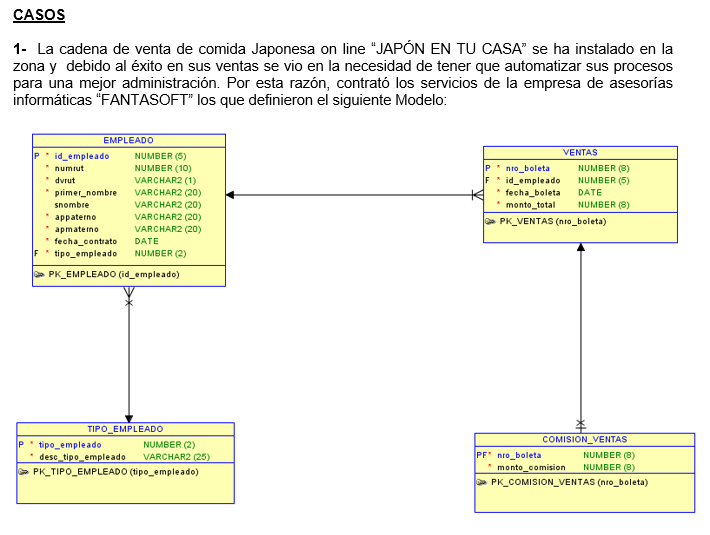 CASOS
1- La cadena de venta de comida Japonesa on line “JAPÓN EN TU CASA” se ha instalado en la
zona y debido al éxito en sus ventas se vio en la necesidad de tener que automatizar sus procesos
para una mejor administración. Por esta razón, contrató los servicios de la empresa de asesorías
informáticas “FANTASOFT” los que definieron el siguiente Modelo:
EMPLEADO
P * id_empleado NUMBER (5)
* numrut NUMBER (10)
* dvrut VARCHAR2 (1)
* primer_nombre VARCHAR2 (20)
snombre VARCHAR2 (20)
* appaterno VARCHAR2 (20)
* apmaterno VARCHAR2 (20)
* fecha_contrato DATE
F * tipo_empleado NUMBER (2)
PK_EMPLEADO (id_empleado)
VENTAS
P * nro_boleta NUMBER (8)
F * id_empleado NUMBER (5)
* fecha_boleta DATE
* monto_total NUMBER (8)
PK_VENTAS (nro_boleta)
TIPO_EMPLEADO
P * tipo_empleado NUMBER (2)
* desc_tipo_empleado VARCHAR2 (25)
PK_TIPO_EMPLEADO (tipo_empleado)
COMISION_VENTAS
PF* nro_boleta NUMBER (8)
* monto_comision NUMBER (8)
PK_COMISION_VENTAS (nro_boleta)